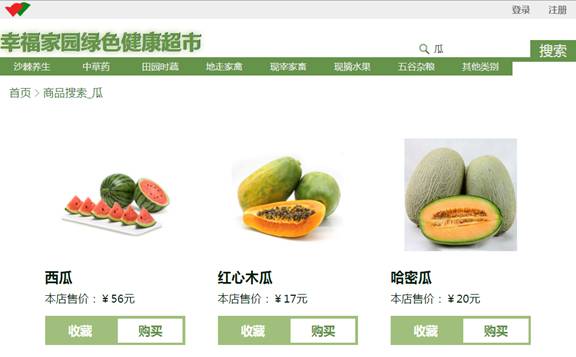 登录 注册
幸福家园绿色健康超市
瓜 搜索
沙棘养生 中草药 田园时蔬 地走家禽 现宰家畜 现摘水果 五谷杂粮 其他类别
首页 > 商品搜索_瓜
西瓜 红心木瓜 哈密瓜
本店售价：￥56元 本店售价：￥17元 本店售价：￥20元
收藏 购买 收藏 购买 收藏 购买